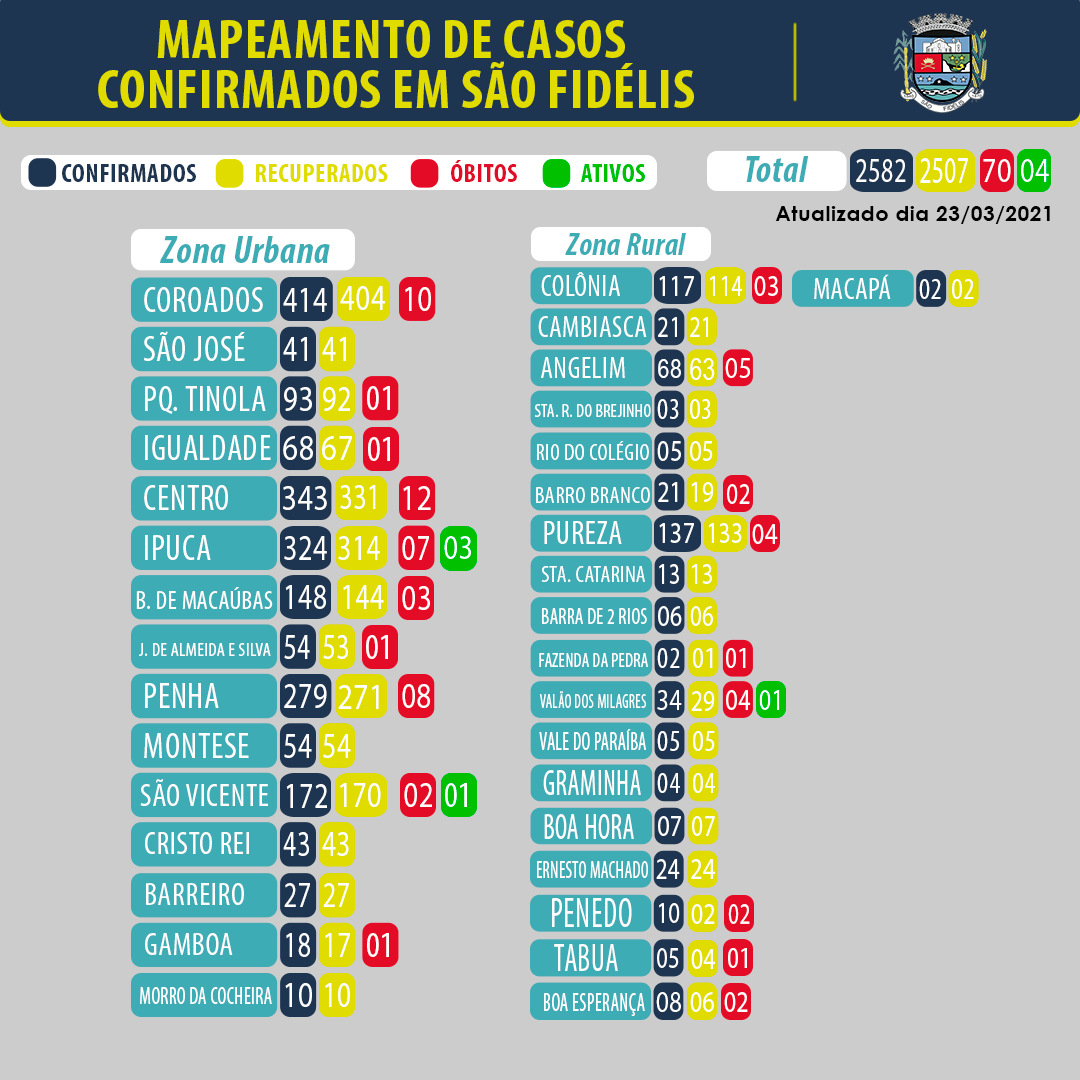 MAPEAMENTO DE CASOS
CONFIRMADOS EM SÃO FIDÉLIS
SÃO FIDELIS
CONFIRMADOS RECUPERADOS ÓBITOS ATIVOS
Total 2582 2507 70 04
Atualizado dia 23/03/2021
Zona Urbana
COROADOS 414 404 10
SÃO JOSÉ 41 41
PQ. TINOLA 93 92 01
IGUALDADE 68 67 01
CENTRO 343 331 12
IPUCA 324 314 07 03
B. DE MACAÚBAS 148 144 03
J. DE ALMEIDA E SILVA 54 53 01
PENHA 279 271 08
MONTESE 54 54
SÃO VICENTE 172 170 02 01
CRISTO REI 43 43
BARREIRO 27 27
GAMBOA 18 17 01
MORRO DA COCHEIRA 10 10
Zona Rural
COLÔNIA 117 114 03
CAMBIASCA 21 21
ANGELIM 68 63 05
STA. R. DO BREJINHO 03 03
RIO DO COLÉGIO 05 05
BARRO BRANCO 21 19 02
PUREZA 137 133 04
STA. CATARINA 13 13
BARRA DE 2 RIOS 06 06
FAZENDA DA PEDRA 02 01 01
VALÃO DOS MILAGRES 34 29 04 01
VALE DO PARAÍBA 05 05
GRAMINHA 04 04
BOA HORA 07 07
ERNESTO MACHADO 24 24
PENEDO 10 02 02
TABUA 05 04 01
BOA ESPERANÇA 08 06 02
MACAPÁ 02 02